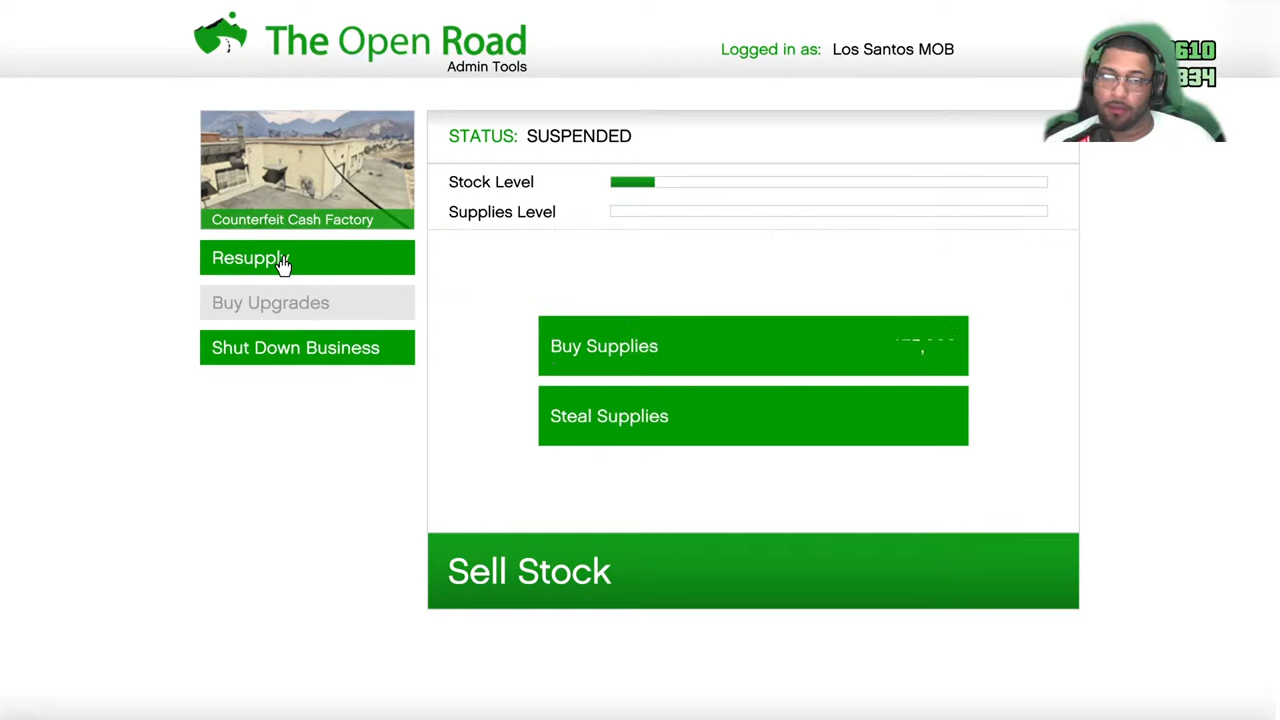 The Open Road
Admin Tools
Logged in as: Los Santos MOB
STATUS: SUSPENDED
Stock Level
Supplies Level
Counterfeit Cash Factory
Resupply
Buy Upgrades
Shut Down Business
Buy Supplies
Steal Supplies
Sell Stock